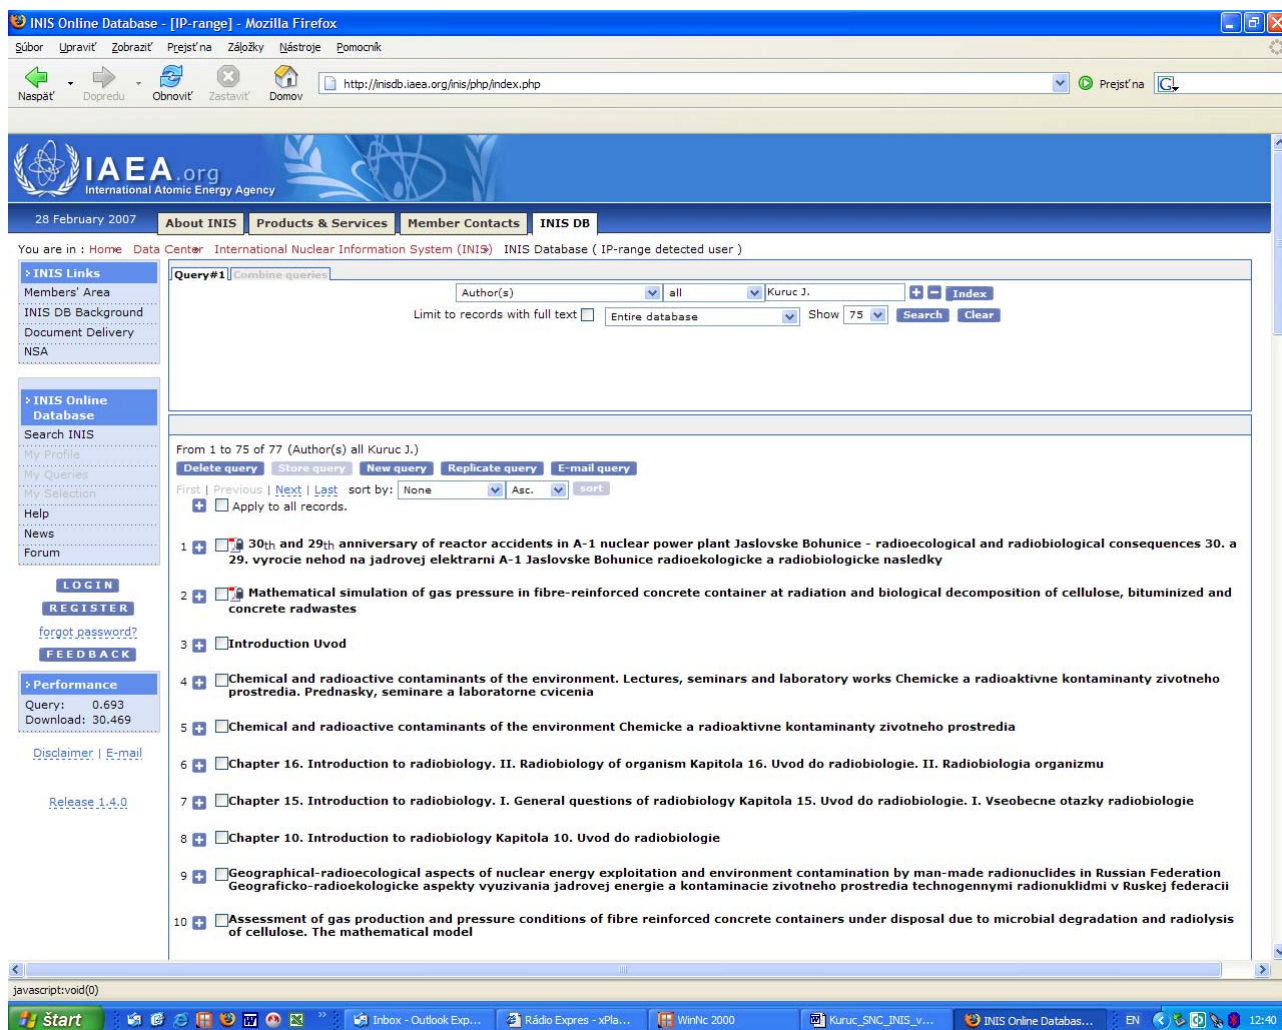 INIS Online Database - [IP-range] - Mozilla Firefox
Súbor Upraviť Zobraziť Prejsť na Záložky Nástroje Pomocník
Naspäť Dopredu Obnoviť Zastaviť Domov http://inisdb.iaea.org/inis/php/index.php Prejsť na
IAEA.org
International Atomic Energy Agency
28 February 2007 About INIS Products & Services Member Contacts INIS DB
You are in : Home Data Center International Nuclear Information System (INIS) INIS Database ( IP-range detected user )
INIS Links
Members' Area
INIS DB Background
Document Delivery
NSA
INIS Online
Database
Search INIS
My Profile
My Queries
My Selection
Help
News
Forum
LOGIN
REGISTER
forgot password?
FEEDBACK
Performance
Query: 0.693
Download: 30.469
Disclaimer | E-mail
Release 1.4.0
Query#1 Combine queries
Author(s) all Kuruc J. Index
Limit to records with full text Entire database Show 75 Search Clear
From 1 to 75 of 77 (Author(s) all Kuruc J.)
Delete query Store query New query Replicate query E-mail query
First | Previous | Next | Last sort by: None Asc. sort
Apply to all records.
1 30th and 29th anniversary of reactor accidents in A-1 nuclear power plant Jaslovske Bohunice - radioecological and radiobiological consequences 30. a
29. vyrocie nehod na jadrovej elektrarni A-1 Jaslovske Bohunice radioekologicke a radiobiologicke nasledky
2 Mathematical simulation of gas pressure in fibre-reinforced concrete container at radiation and biological decomposition of cellulose, bituminized and
concrete radwastes
3 Introduction Uvod
4 Chemical and radioactive contaminants of the environment. Lectures, seminars and laboratory works Chemicke a radioaktivne kontaminanty zivotneho
prostredia. Prednasky, seminare a laboratorne cvicenia
5 Chemical and radioactive contaminants of the environment Chemicke a radioaktivne kontaminanty zivotneho prostredia
6 Chapter 16. Introduction to radiobiology. II. Radiobiology of organism Kapitola 16. Uvod do radiobiologie. II. Radiobiologia organizmu
7 Chapter 15. Introduction to radiobiology. I. General questions of radiobiology Kapitola 15. Uvod do radiobiologie. I. Vseobecne otazky radiobiologie
8 Chapter 10. Introduction to radiobiology Kapitola 10. Uvod do radiobiologie
9 Geographical-radioecological aspects of nuclear energy exploitation and environment contamination by man-made radionuclides in Russian Federation
Geograficko-radioekologicke aspekty vyuzivania jadrovej energie a kontaminacie zivotneho prostredia technogennymi radionuklidmi v Ruskej federacii
10 Assessment of gas production and pressure conditions of fibre reinforced concrete containers under disposal due to microbial degradation and radiolysis
of cellulose. The mathematical model
javascript:void(0)
štart Inbox - Outlook Exp... Rádio Expres - xPla... WinNc 2000 Kuruc_SNC_INIS_v... INIS Online Databas... EN 12:40